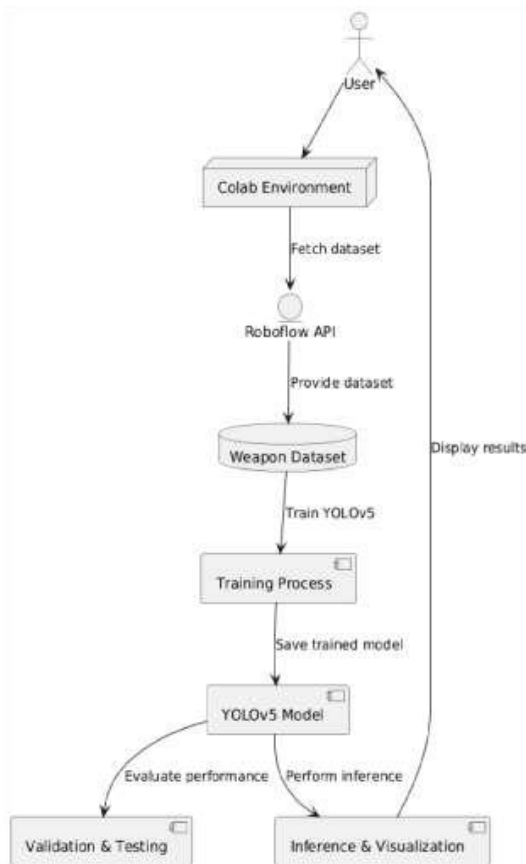 User
Colab Environment
Fetch dataset
Roboflow API
Provide dataset
Weapon Dataset
Display results
Train YOLOv5
Training Process
Save trained model
YOLOv5 Model
Evaluate performance
Perform inference
Validation & Testing
Inference & Visualization